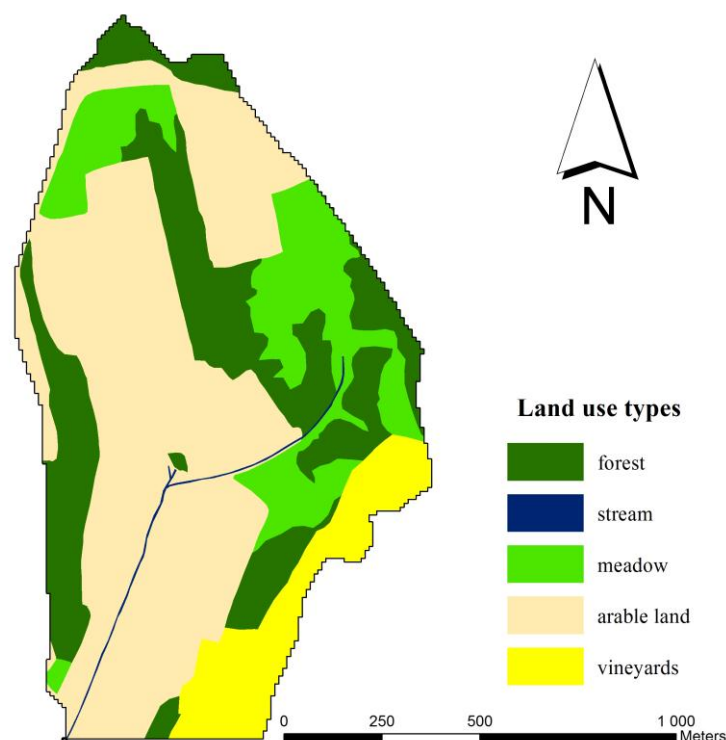 N
Land use types
forest
stream
meadow
arable land
vineyards
0 250 500 1 000
Meters